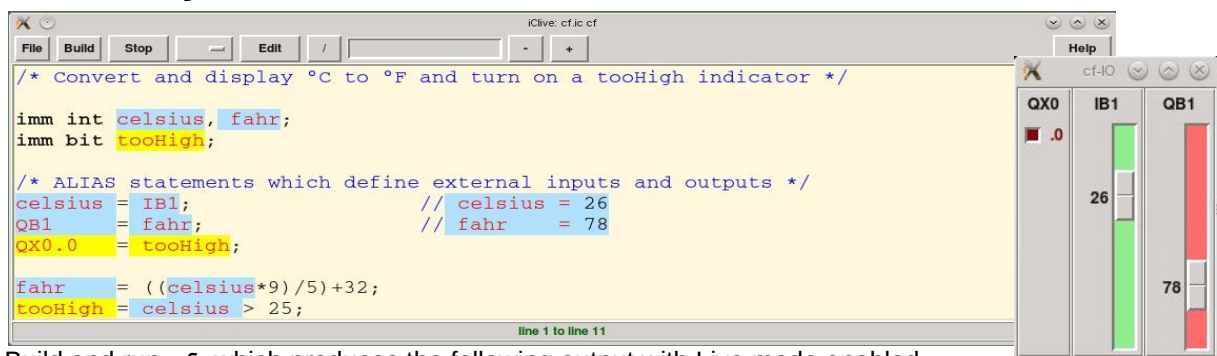 iClive: cf.ic cf
File Build Stop Edit / - + Help
/* Convert and display °C to °F and turn on a tooHigh indicator */
imm int celsius, fahr;
imm bit tooHigh;
/* ALIAS statements which define external inputs and outputs */
celsius = IB1; // celsius = 26
QB1 = fahr; // fahr = 78
QX0.0 = tooHigh;
fahr = ((celsius*9)/5)+32;
tooHigh = celsius > 25;
line 1 to line 11
cf-IO
QX0 IB1 QB1
.0
26
78